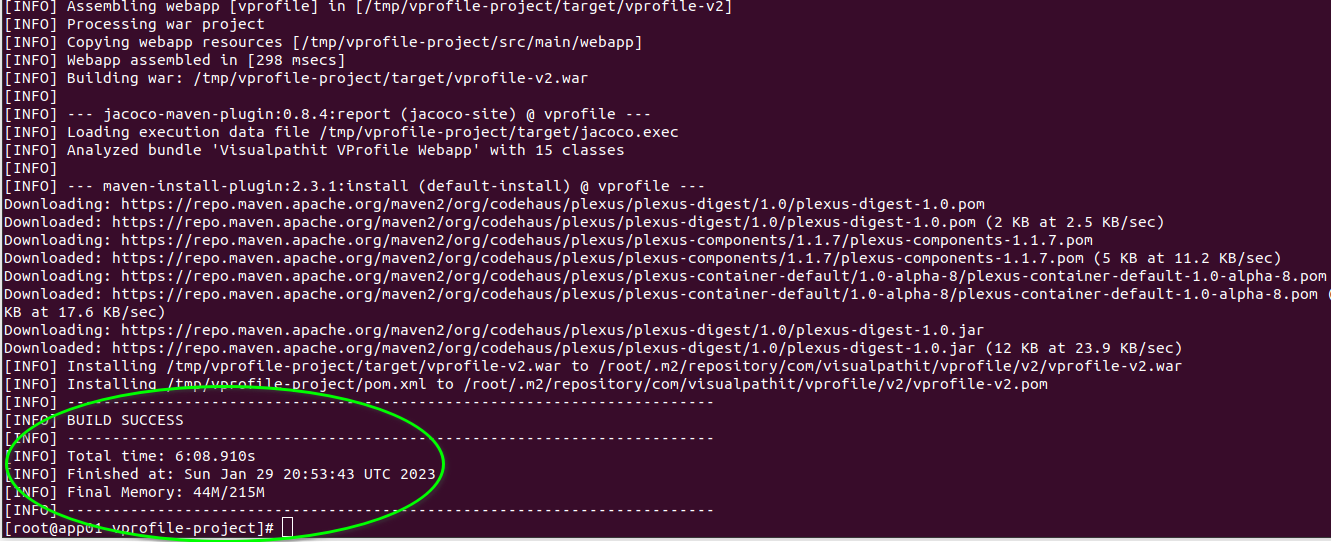 [INFO] Assembling webapp [vprofile] in [/tmp/vprofile-project/target/vprofile-v2]
[INFO] Processing war project
[INFO] Copying webapp resources [/tmp/vprofile-project/src/main/webapp]
[INFO] Webapp assembled in [298 msecs]
[INFO] Building war: /tmp/vprofile-project/target/vprofile-v2.war
[INFO]
[INFO] --- jacoco-maven-plugin:0.8.4:report (jacoco-site) @ vprofile ---
[INFO] Loading execution data file /tmp/vprofile-project/target/jacoco.exec
[INFO] Analyzed bundle 'Visualpathit VProfile Webapp' with 15 classes
[INFO]
[INFO] --- maven-install-plugin:2.3.1:install (default-install) @ vprofile ---
Downloading: https://repo.maven.apache.org/maven2/org/codehaus/plexus/plexus-digest/1.0/plexus-digest-1.0.pom
Downloaded: https://repo.maven.apache.org/maven2/org/codehaus/plexus/plexus-digest/1.0/plexus-digest-1.0.pom (2 KB at 2.5 KB/sec)
Downloading: https://repo.maven.apache.org/maven2/org/codehaus/plexus/plexus-components/1.1.7/plexus-components-1.1.7.pom
Downloaded: https://repo.maven.apache.org/maven2/org/codehaus/plexus/plexus-components/1.1.7/plexus-components-1.1.7.pom (5 KB at 11.2 KB/sec)
Downloading: https://repo.maven.apache.org/maven2/org/codehaus/plexus/plexus-container-default/1.0-alpha-8/plexus-container-default-1.0-alpha-8.pom
Downloaded: https://repo.maven.apache.org/maven2/org/codehaus/plexus/plexus-container-default/1.0-alpha-8/plexus-container-default-1.0-alpha-8.pom (
KB at 17.6 KB/sec)
Downloading: https://repo.maven.apache.org/maven2/org/codehaus/plexus/plexus-digest/1.0/plexus-digest-1.0.jar
Downloaded: https://repo.maven.apache.org/maven2/org/codehaus/plexus/plexus-digest/1.0/plexus-digest-1.0.jar (12 KB at 23.9 KB/sec)
[INFO] Installing /tmp/vprofile-project/target/vprofile-v2.war to /root/.m2/repository/com/visualpathit/vprofile/v2/vprofile-v2.war
[INFO] Installing /tmp/vprofile-project/pom.xml to /root/.m2/repository/com/visualpathit/vprofile/v2/vprofile-v2.pom
[INFO] ------------------------------------------------------------------------
[INFO] BUILD SUCCESS
[INFO] ------------------------------------------------------------------------
[INFO] Total time: 6:08.910s
[INFO] Finished at: Sun Jan 29 20:53:43 UTC 2023
[INFO] Final Memory: 44M/215M
[INFO] ------------------------------------------------------------------------
[root@app01 vprofile-project]#